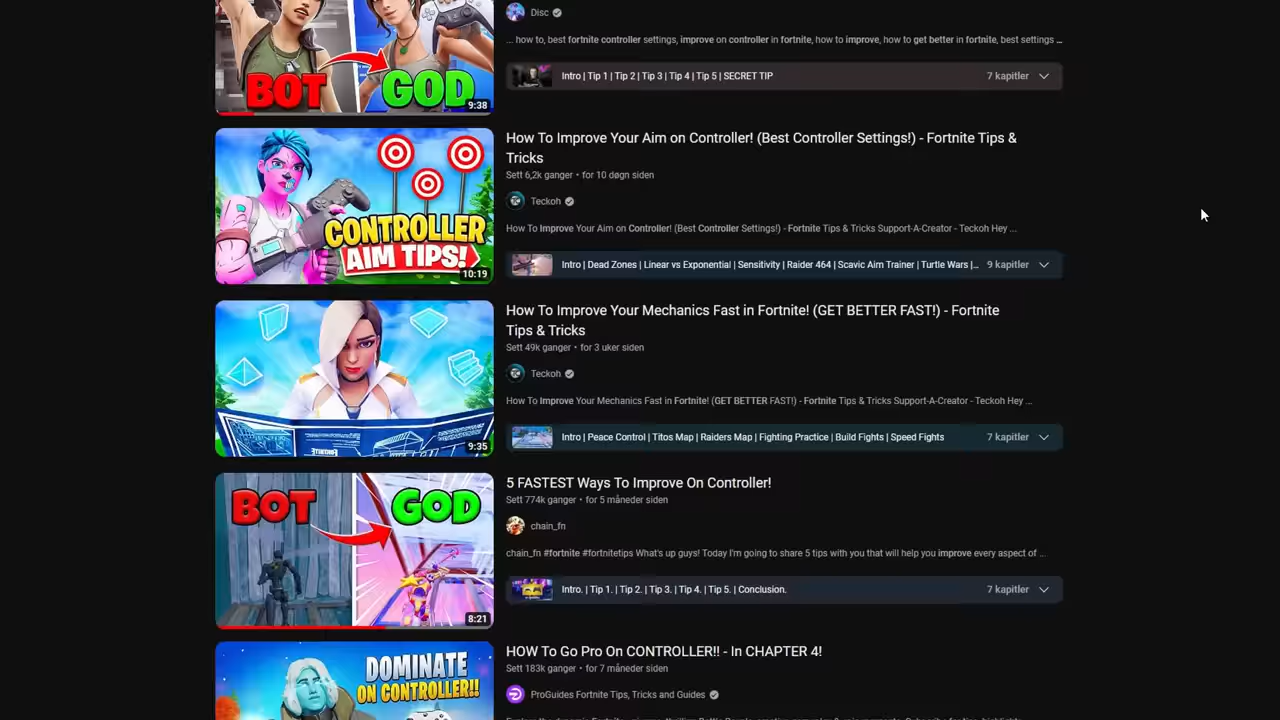 BOT
GOD
9:38
Disc
... how to, best fortnite controller settings, improve on controller in fortnite, how to improve, how to get better in fortnite, best settings ...
Intro | Tip 1 | Tip 2 | Tip 3 | Tip 4 | Tip 5 | SECRET TIP
7 kapitler
CONTROLLER
AIM TIPS!
10:19
How To Improve Your Aim on Controller! (Best Controller Settings!) - Fortnite Tips &
Tricks
Sett 6,2k ganger • for 10 døgn siden
Teckoh
How To Improve Your Aim on Controller! (Best Controller Settings!) - Fortnite Tips & Tricks Support-A-Creator - Teckoh Hey ...
Intro | Dead Zones | Linear vs Exponential | Sensitivity | Raider 464 | Scavic Aim Trainer | Turtle Wars |...
9 kapitler
9:35
How To Improve Your Mechanics Fast in Fortnite! (GET BETTER FAST!) - Fortnite
Tips & Tricks
Sett 49k ganger • for 3 uker siden
Teckoh
How To Improve Your Mechanics Fast in Fortnite! (GET BETTER FAST!) - Fortnite Tips & Tricks Support-A-Creator - Teckoh Hey ...
Intro | Peace Control | Titos Map | Raiders Map | Fighting Practice | Build Fights | Speed Fights
7 kapitler
BOT
GOD
8:21
5 FASTEST Ways To Improve On Controller!
Sett 774k ganger • for 5 måneder siden
chain_fn
chain_fn #fortnite #fortnitetips What's up guys! Today I'm going to share 5 tips with you that will help you improve every aspect of ...
Intro. | Tip 1. | Tip 2. | Tip 3. | Tip 4. | Tip 5. | Conclusion.
7 kapitler
DOMINATE
ON CONTROLLER!!
HOW To Go Pro On CONTROLLER!! - In CHAPTER 4!
Sett 183k ganger • for 7 måneder siden
ProGuides Fortnite Tips, Tricks and Guides